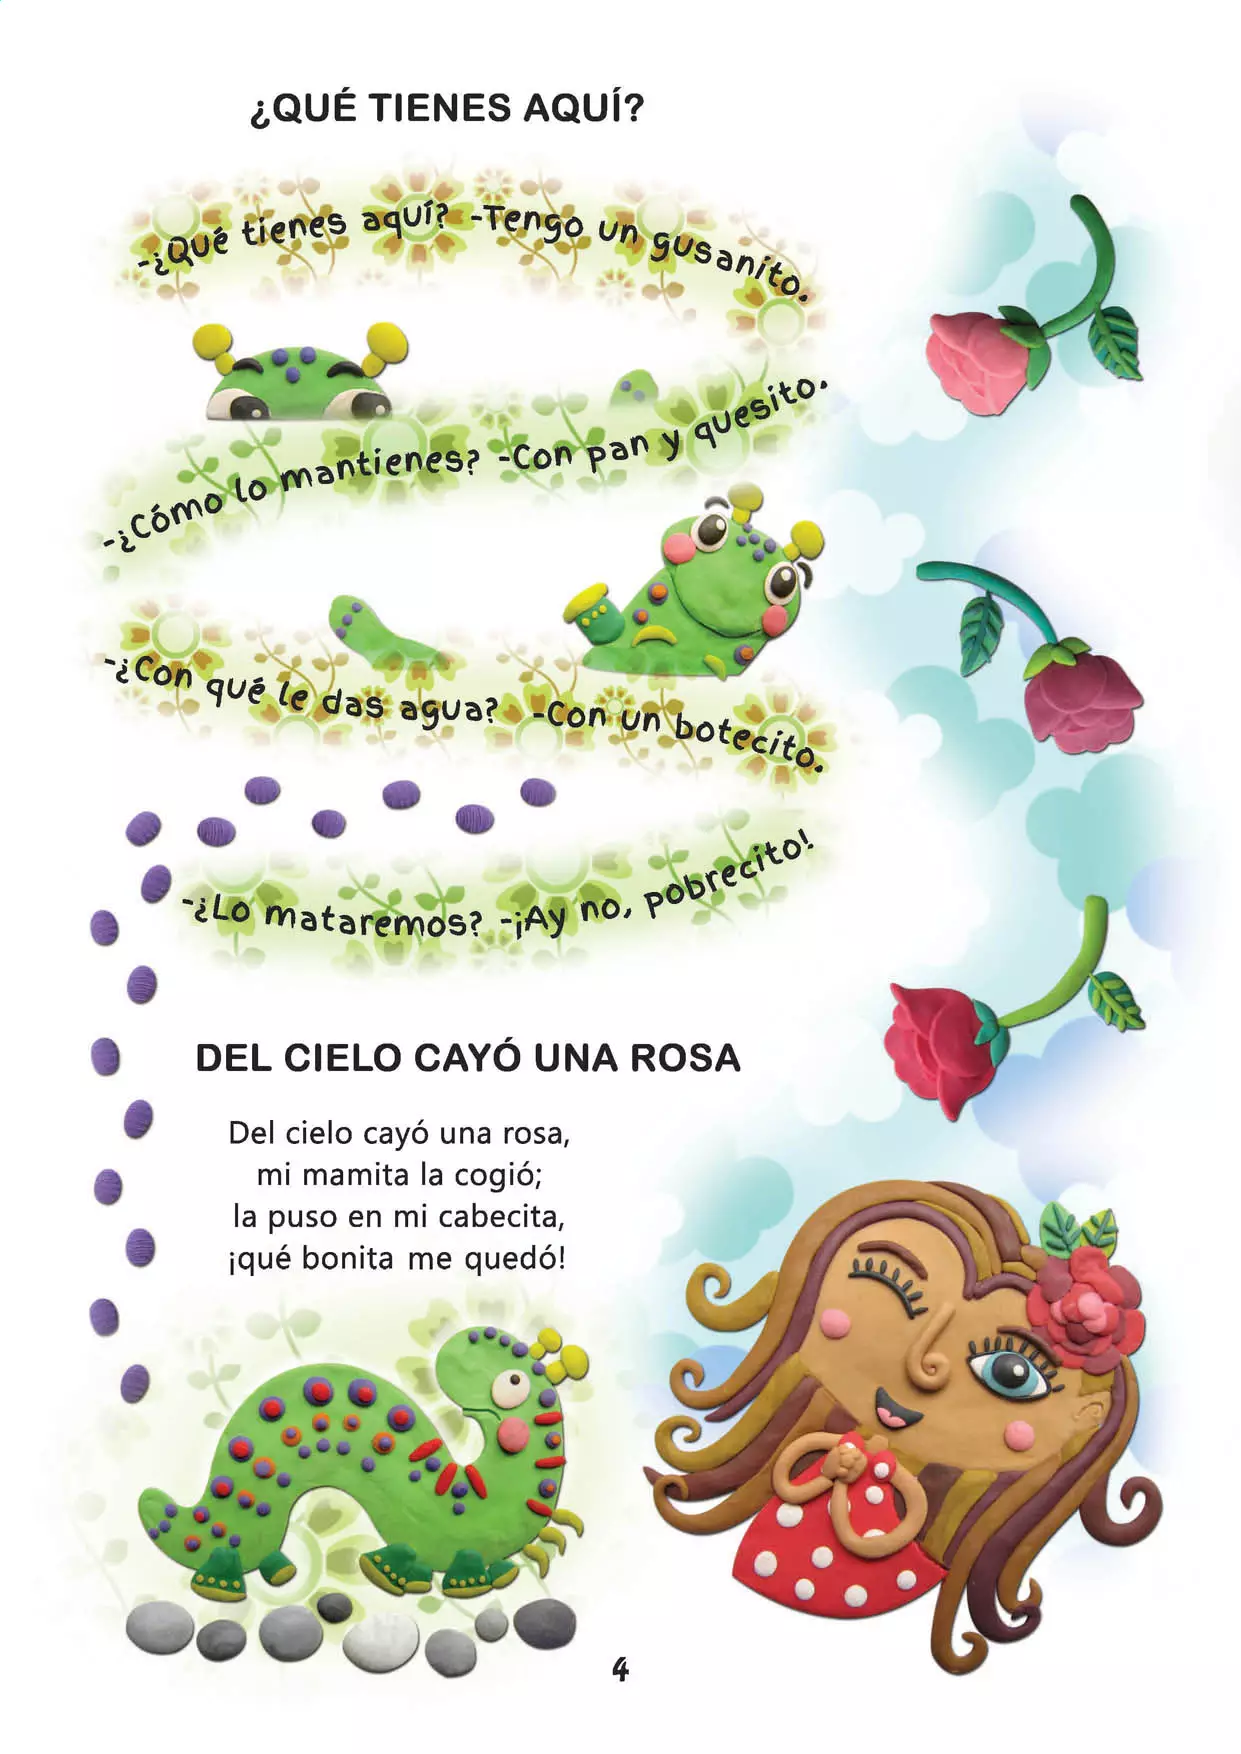 ¿QUÉ TIENES AQUÍ?
-¿Qué tienes aquí? -Tengo un gusanito.
-¿Cómo lo mantienes? -Con pan y quesito.
-¿Con qué le das agua? -Con un botecito.
-¿Lo mataremos? -¡Ay no, pobrecito!
DEL CIELO CAYÓ UNA ROSA
Del cielo cayó una rosa,
mi mamita la cogió;
la puso en mi cabecita,
¡qué bonita me quedó!
4